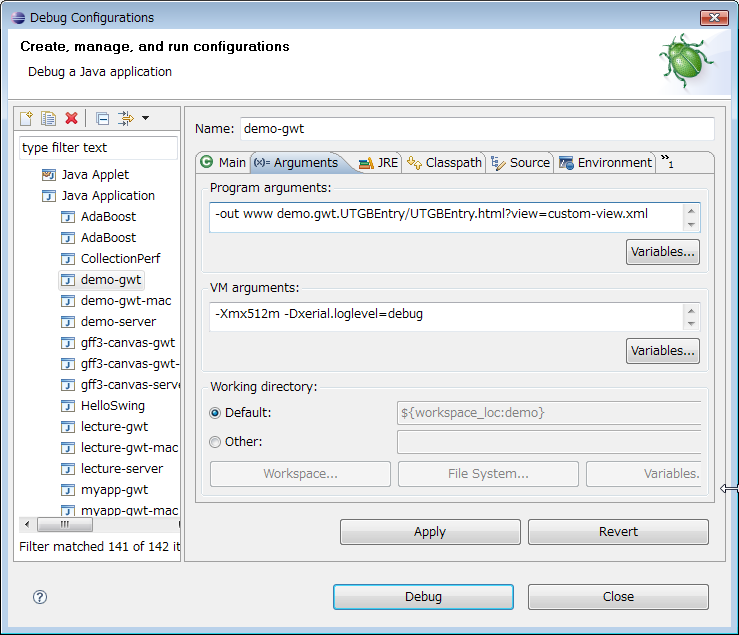 Debug Configurations
Create, manage, and run configurations
Debug a Java application
type filter text
Java Applet
Java Application
AdaBoost
AdaBoost
CollectionPerf
demo-gwt
demo-gwt-mac
demo-server
gff3-canvas-gwt
gff3-canvas-gwt-
gff3-canvas-serve
HelloSwing
lecture-gwt
lecture-gwt-mac
lecture-server
myapp-gwt
myapp-gwt-mac
Filter matched 141 of 142 it
Name: demo-gwt
Main (x)= Arguments JRE Classpath Source Environment »1
Program arguments:
-out www demo.gwt.UTGBEntry/UTGBEntry.html?view=custom-view.xml
Variables...
VM arguments:
-Xmx512m -Dxerial.loglevel=debug
Variables...
Working directory:
Default: ${workspace_loc:demo}
Other:
Workspace... File System... Variables.
Apply Revert
? Debug Close